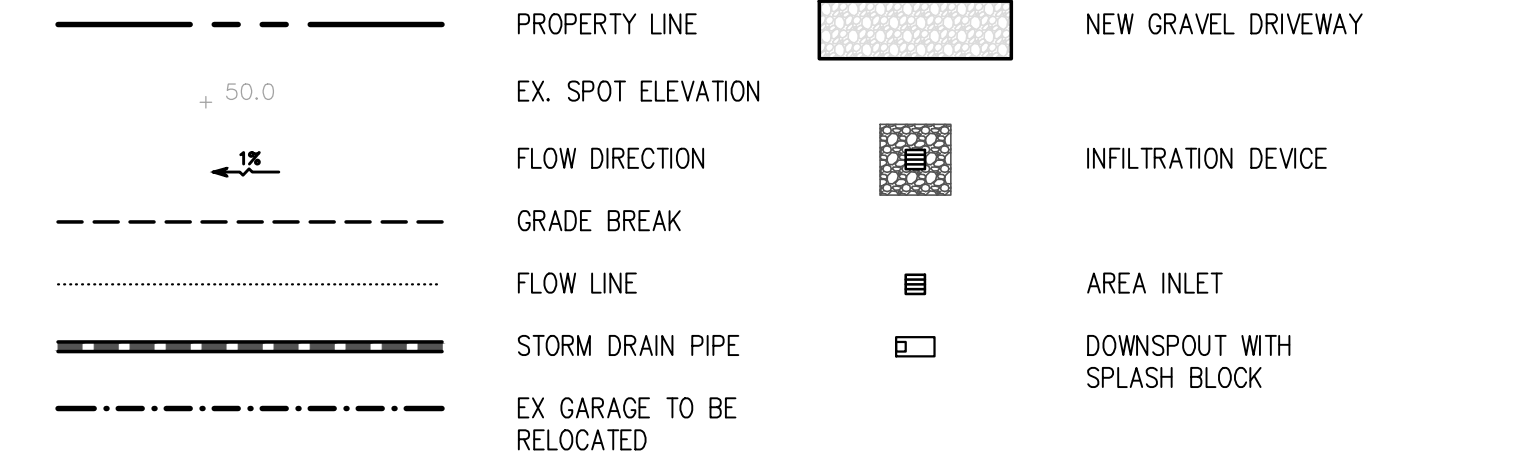 PROPERTY LINE
NEW GRAVEL DRIVEWAY
50.0
EX. SPOT ELEVATION
1%
FLOW DIRECTION
INFILTRATION DEVICE
GRADE BREAK
FLOW LINE
AREA INLET
STORM DRAIN PIPE
DOWNSPOUT WITH
SPLASH BLOCK
EX GARAGE TO BE
RELOCATED